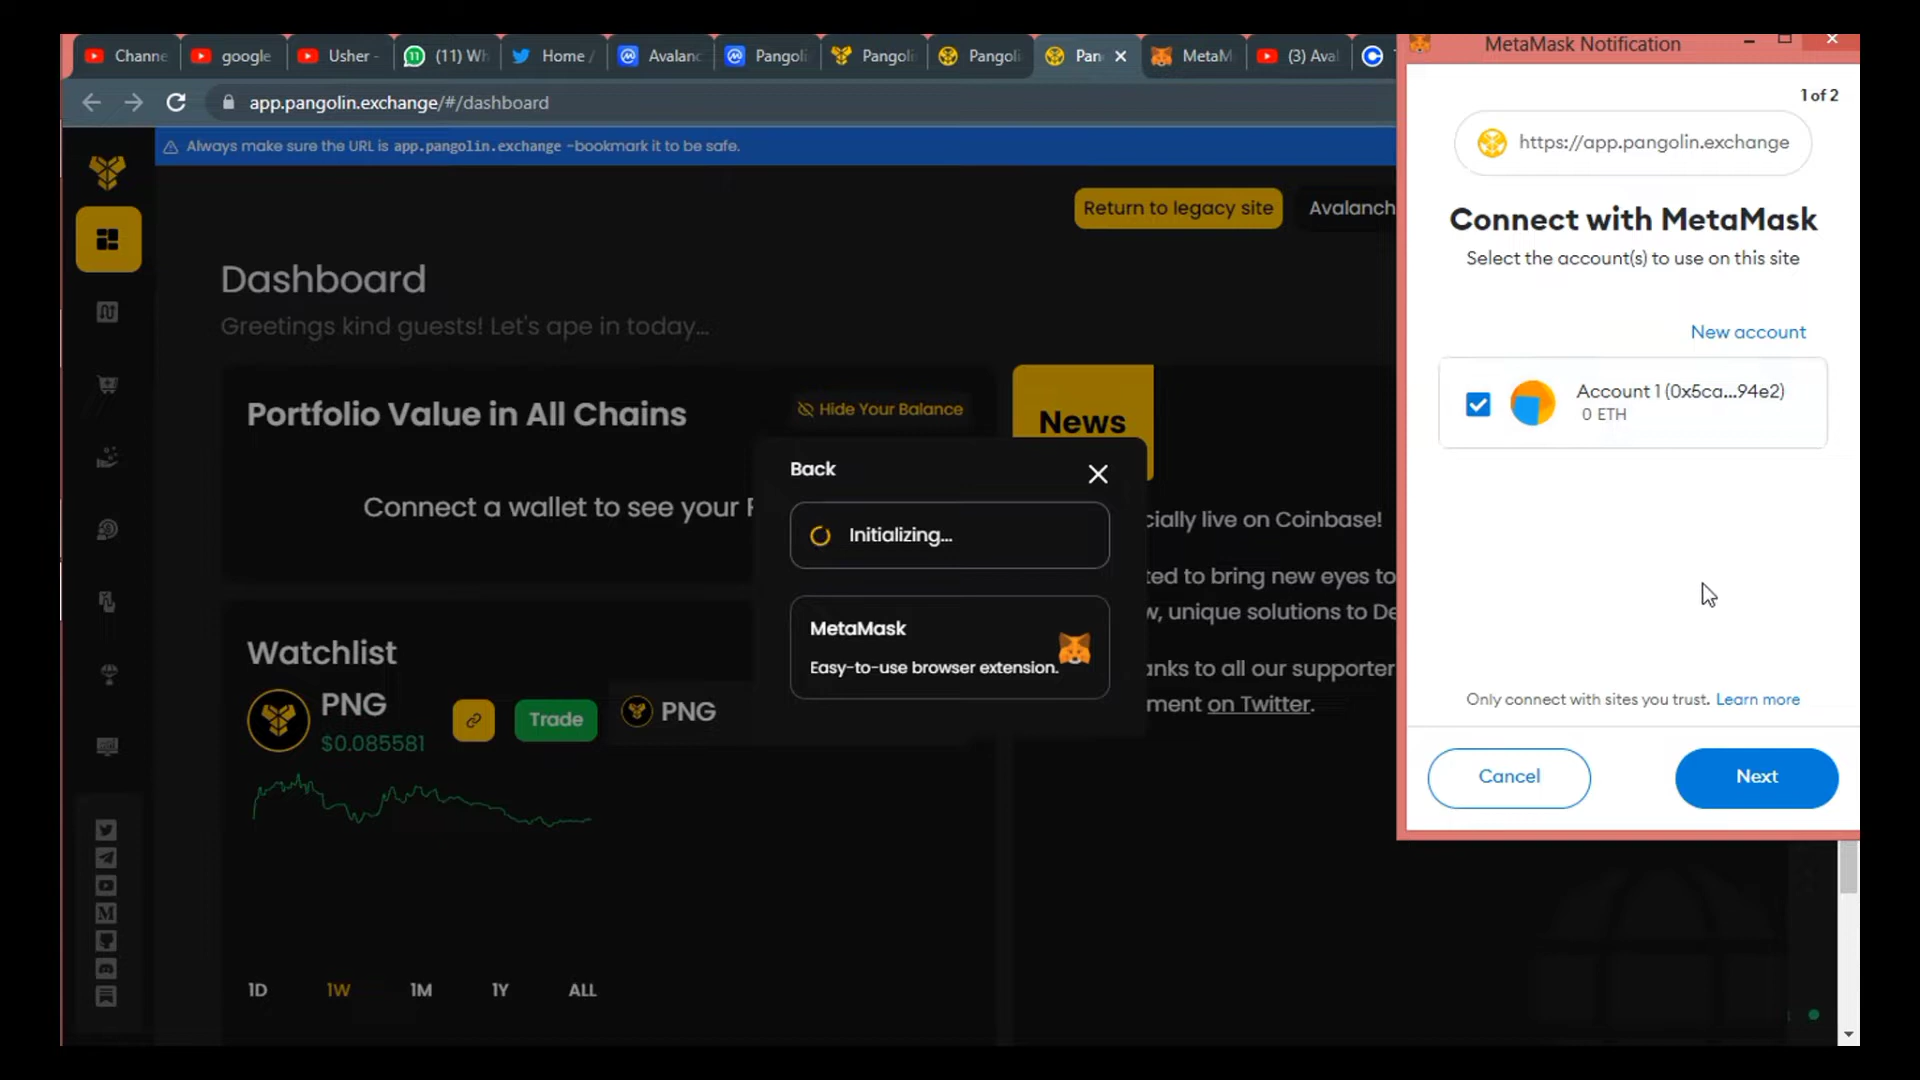 Channe
google
Usher -
(11) Wh
Home /
Avalanc
Pangoli
Pangoli
Pangoli
Pan
MetaM
(3) Aval
app.pangolin.exchange/#/dashboard
Always make sure the URL is app.pangolin.exchange -bookmark it to be safe.
Return to legacy site
Avalanch
Dashboard
Greetings kind guests! Let's ape in today...
Portfolio Value in All Chains
Hide Your Balance
Connect a wallet to see your
News
Back
Initializing...
MetaMask
Easy-to-use browser extension.
cially live on Coinbase!
ted to bring new eyes to
w, unique solutions to De
anks to all our supporter
ment on Twitter.
Watchlist
PNG
$0.085581
Trade
PNG
1D
1W
1M
1Y
ALL
MetaMask Notification
1 of 2
https://app.pangolin.exchange
Connect with MetaMask
Select the account(s) to use on this site
New account
Account 1 (0x5ca...94e2)
0 ETH
Only connect with sites you trust. Learn more
Cancel
Next